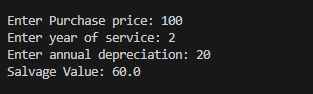 Enter Purchase price: 100
Enter year of service: 2
Enter annual depreciation: 20
Salvage Value: 60.0